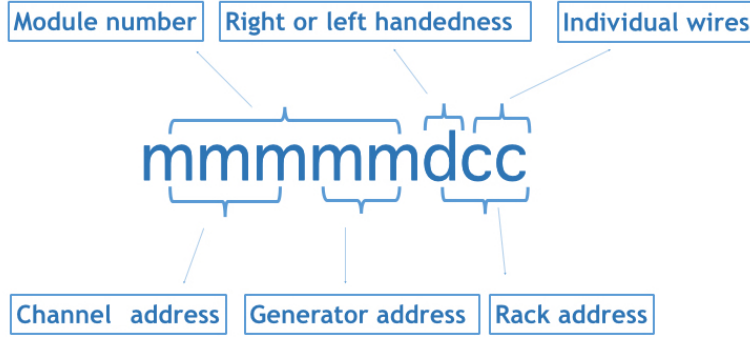 Module number
Right or left handedness
Individual wires
mmmmmdcc
Channel address
Generator address
Rack address